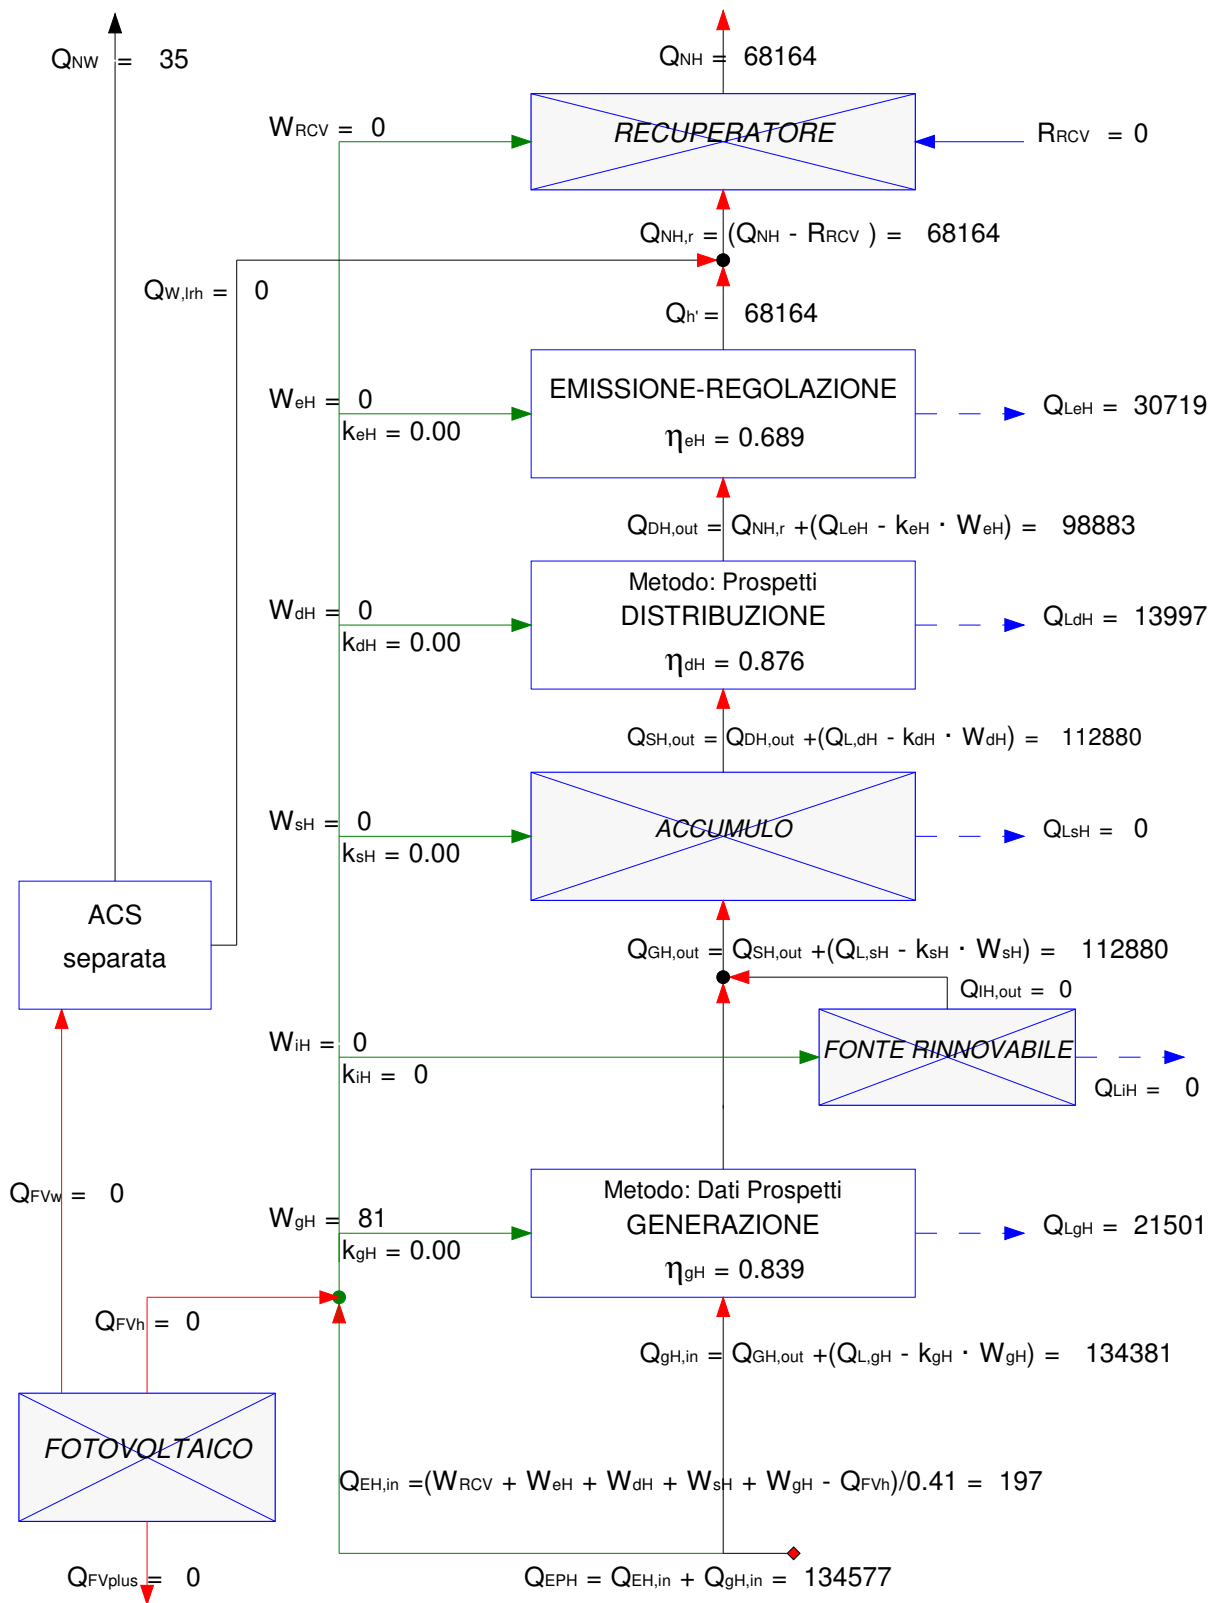 QNW = 35
QNH = 68164
WRCV = 0
RECUPERATORE
RRCV = 0
QNH,r = (QNH - RRCV ) = 68164
QW,lrh = 0
Qh' = 68164
WeH = 0
keH = 0.00
EMISSIONE-REGOLAZIONE
ηeH = 0.689
QLeH = 30719
QDH,out = QNH,r +(QLeH - keH · WeH) = 98883
WdH = 0
kdH = 0.00
Metodo: Prospetti
DISTRIBUZIONE
ηdH = 0.876
QLdH = 13997
QSH,out = QDH,out +(QL,dH - kdH · WdH) = 112880
WsH = 0
ksH = 0.00
ACCUMULO
QLsH = 0
ACS
separata
QGH,out = QSH,out +(QL,sH - ksH · WsH) = 112880
QIH,out = 0
WiH = 0
kiH = 0
FONTE RINNOVABILE
QLiH = 0
QFVw = 0
WgH = 81
kgH = 0.00
Metodo: Dati Prospetti
GENERAZIONE
ηgH = 0.839
QLgH = 21501
QFVh = 0
QgH,in = QGH,out +(QL,gH - kgH · WgH) = 134381
FOTOVOLTAICO
QEH,in =(WRCV + WeH + WdH + WsH + WgH - QFVh)/0.41 = 197
QFVplus = 0
QEPH = QEH,in + QgH,in = 134577